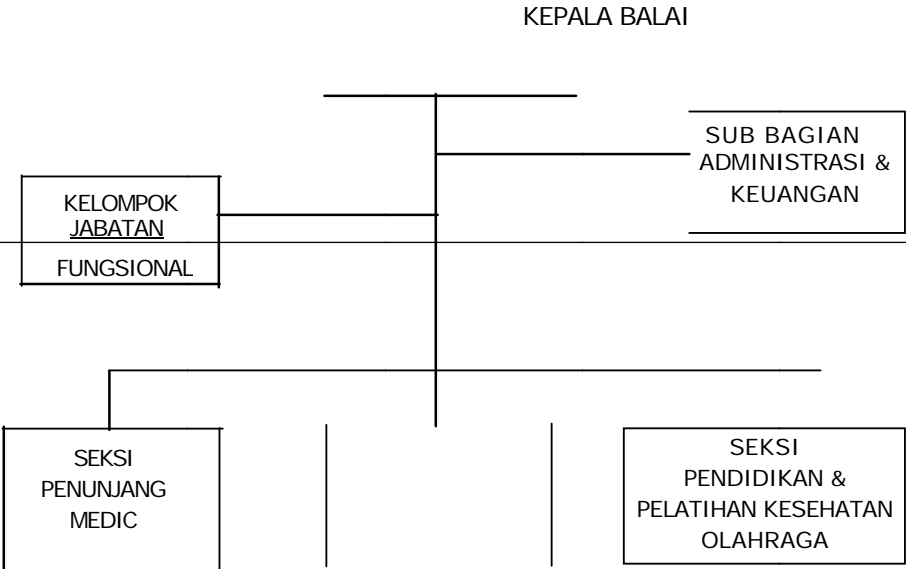 KEPALA BALAI
SUB BAGIAN
ADMINISTRASI &
KEUANGAN
KELOMPOK
JABATAN
FUNGSIONAL
SEKSI
PENUNJANG
MEDIC
SEKSI
PENDIDIKAN &
PELATIHAN KESEHATAN
OLAHRAGA